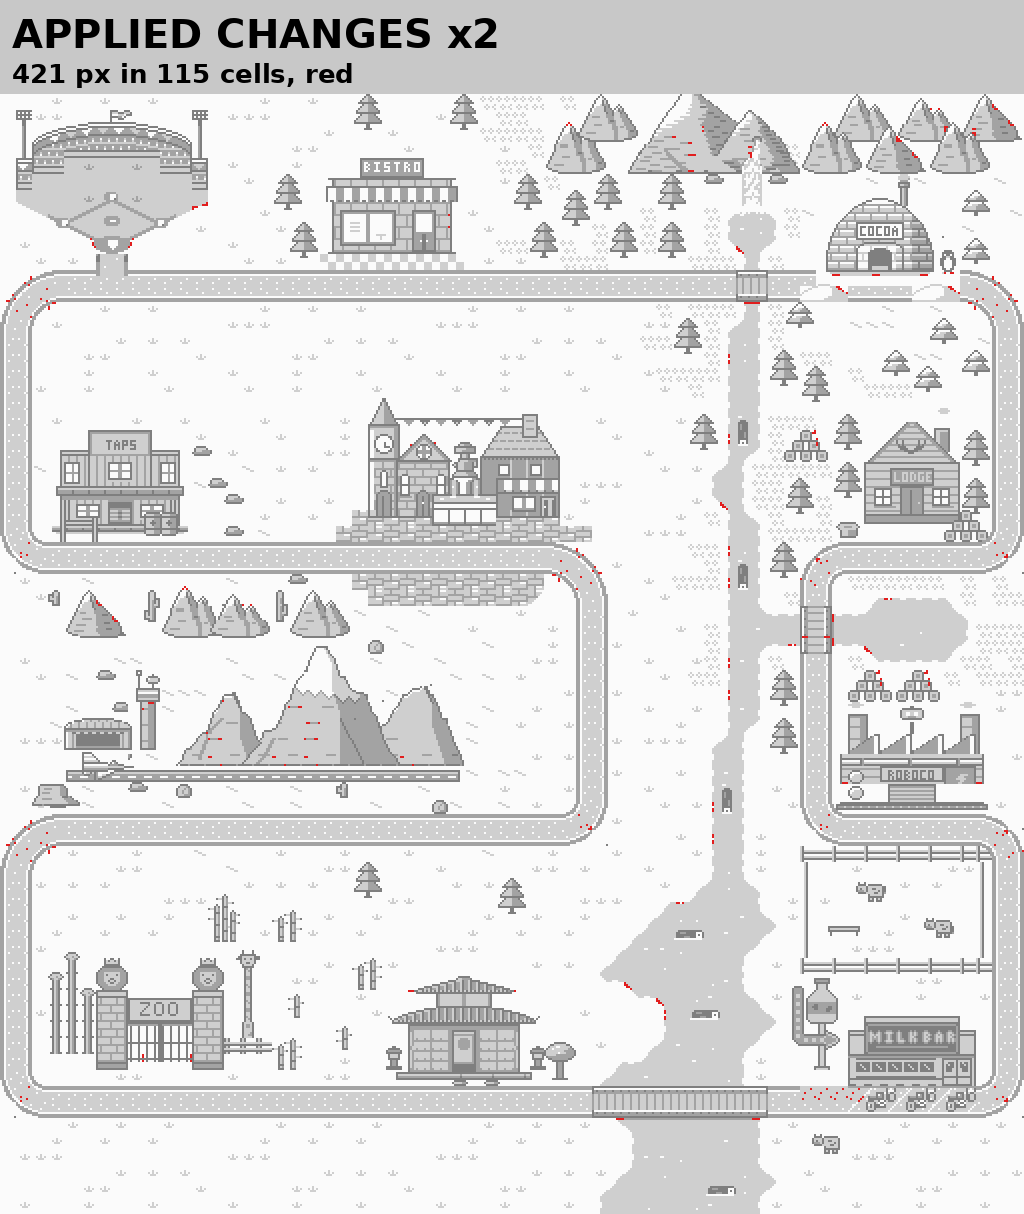 APPLIED CHANGES x2
421 px in 115 cells, red
BISTRO
COCOA
TAPS
LODGE
ROBOCO
ZOO
MILKBAR